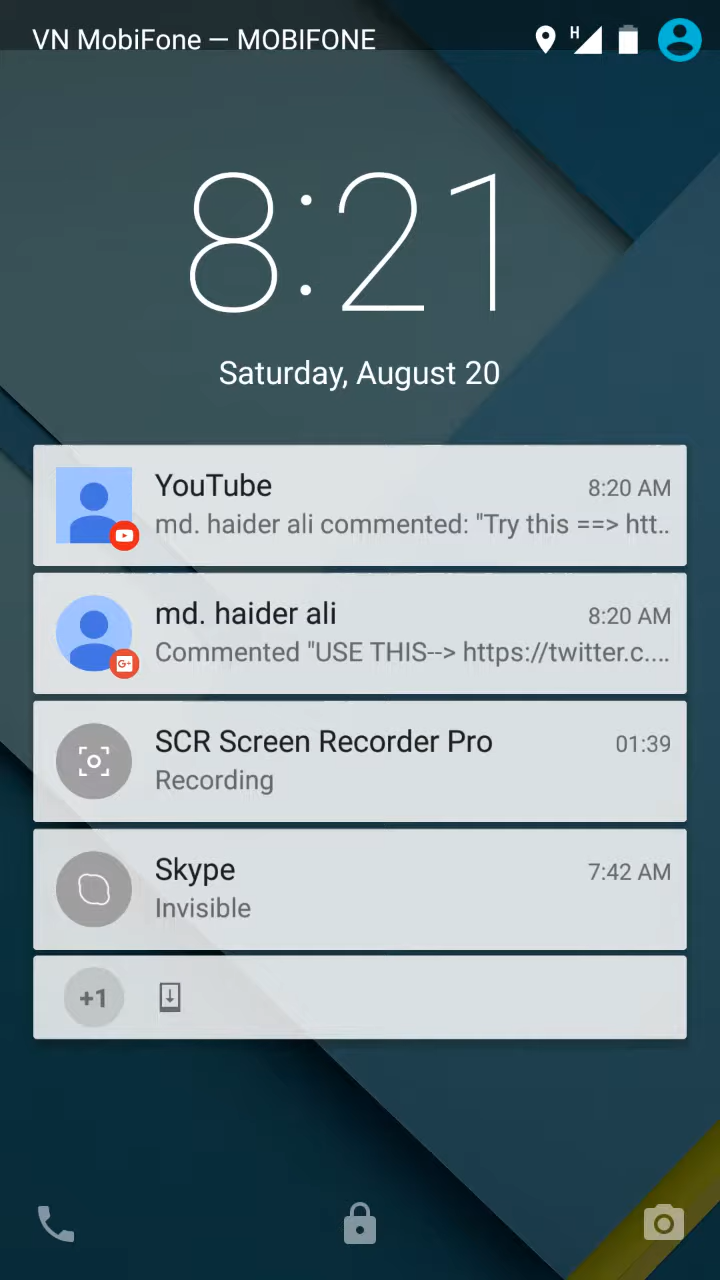 VN MobiFone — MOBIFONE
H
8:21
Saturday, August 20
YouTube 8:20 AM
md. haider ali commented: "Try this ==> htt..
md. haider ali 8:20 AM
G+
Commented "USE THIS--> https://twitter.c....
SCR Screen Recorder Pro 01:39
Recording
Skype 7:42 AM
Invisible
+1